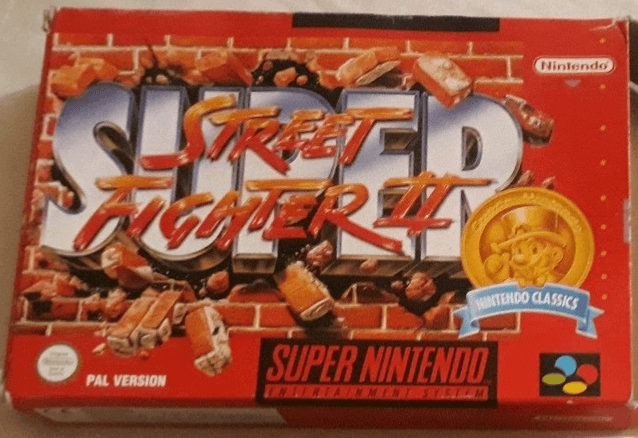 Nintendo
SUPER
STREET
FIGHTER II
NINTENDO CLASSICS
PAL VERSION
SUPER NINTENDO
ENTERTAINMENT SYSTEM